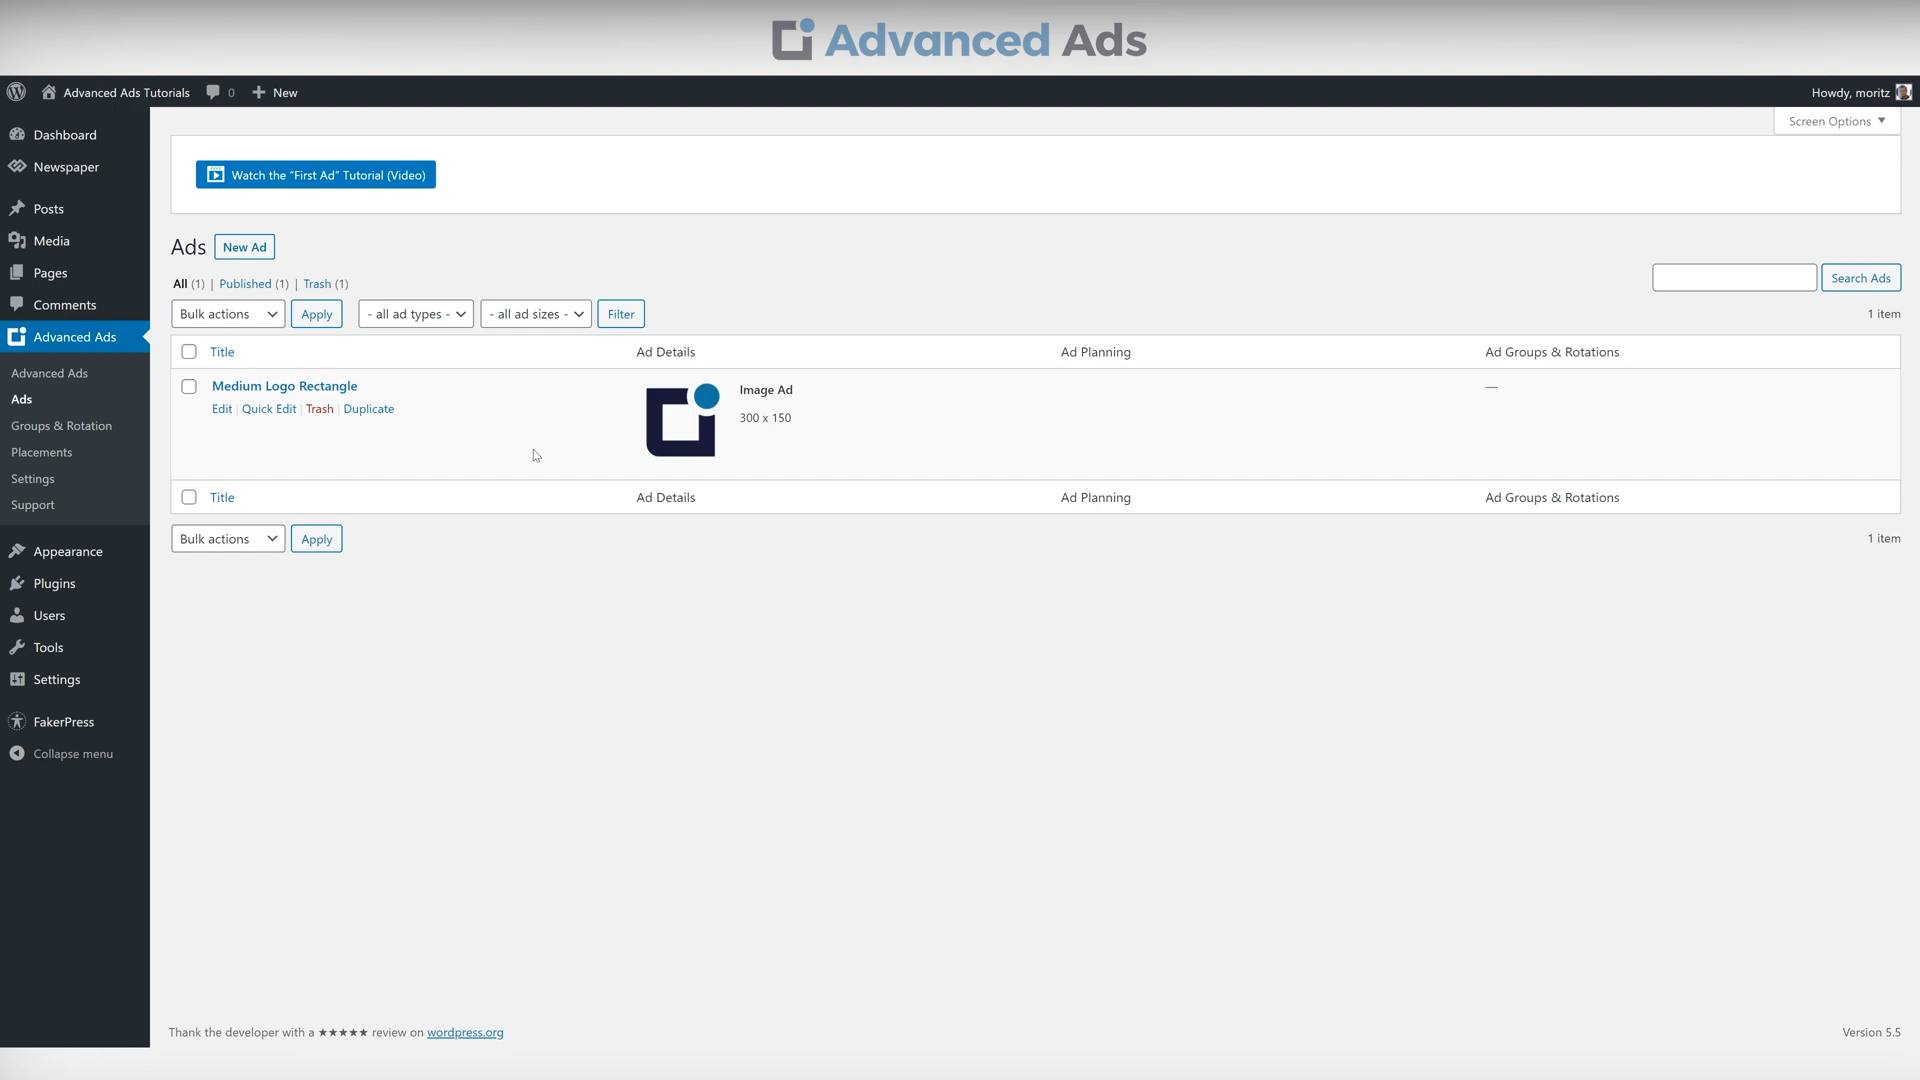 Advanced Ads
Advanced Ads Tutorials 0 New Howdy, moritz
Screen Options
Dashboard
Newspaper
Posts
Media
Pages
Comments
Advanced Ads
Advanced Ads
Ads
Groups & Rotation
Placements
Settings
Support
Appearance
Plugins
Users
Tools
Settings
FakerPress
Collapse menu
Watch the “First Ad” Tutorial (Video)
Ads New Ad
All (1) | Published (1) | Trash (1)
Search Ads
Bulk actions Apply - all ad types - - all ad sizes - Filter 1 item
Title Ad Details Ad Planning Ad Groups & Rotations
Medium Logo Rectangle Image Ad —
Edit | Quick Edit | Trash | Duplicate 300 x 150
Title Ad Details Ad Planning Ad Groups & Rotations
Bulk actions Apply 1 item
Thank the developer with a ★★★★★ review on wordpress.org Version 5.5